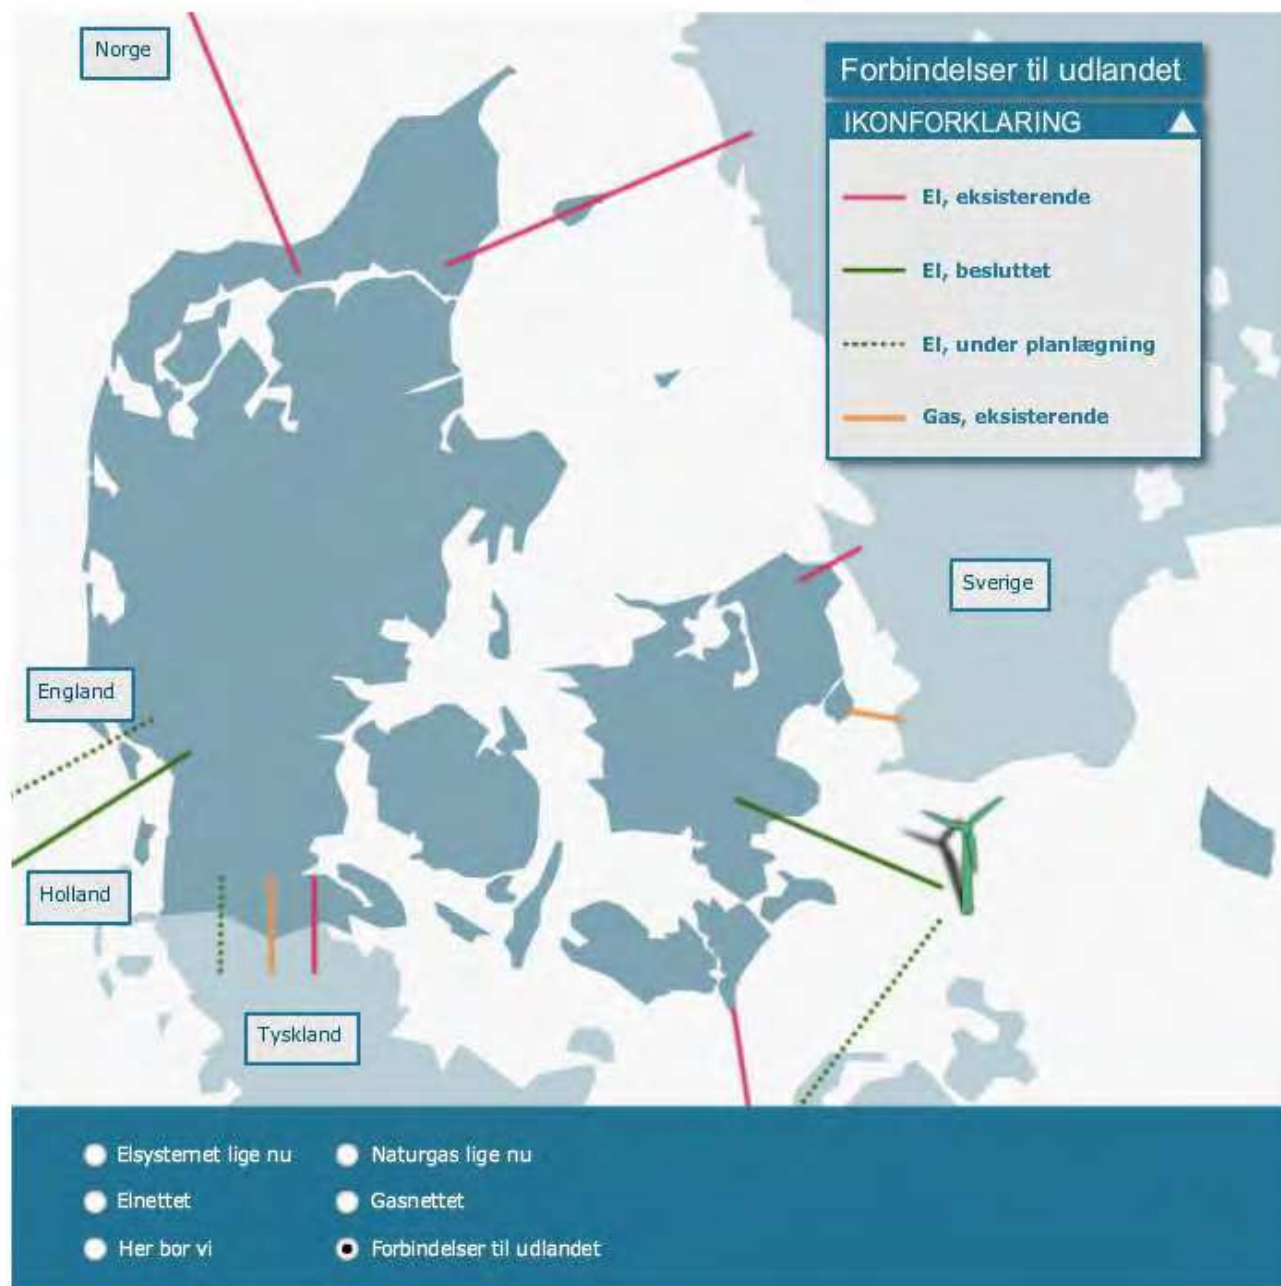 Norge
Forbindelser til udlandet
IKONFORKLARING
El, eksisterende
El, besluttet
El, under planlægning
Gas, eksisterende
Sverige
England
Holland
Tyskland
Elsystemet lige nu
Naturgas lige nu
Elnettet
Gasnettet
Her bor vi
Forbindelser til udlandet